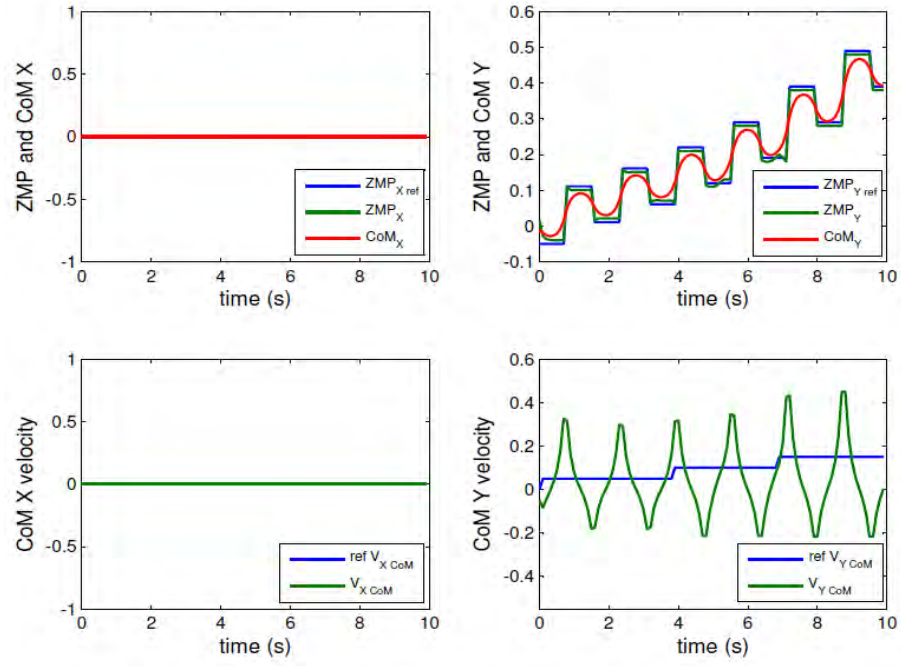 1
0.5
0
-0.5
-1
ZMP and CoM X
ZMP_X ref
ZMP_X
CoM_X
0 2 4 6 8 10
time (s)
0.6
0.5
0.4
0.3
0.2
0.1
0
-0.1
ZMP and CoM Y
ZMP_Y ref
ZMP_Y
CoM_Y
0 2 4 6 8 10
time (s)
1
0.5
0
-0.5
-1
CoM X velocity
ref V_X CoM
V_X CoM
0 2 4 6 8 10
time (s)
0.6
0.4
0.2
0
-0.2
-0.4
CoM Y velocity
ref V_Y CoM
V_Y CoM
0 2 4 6 8 10
time (s)